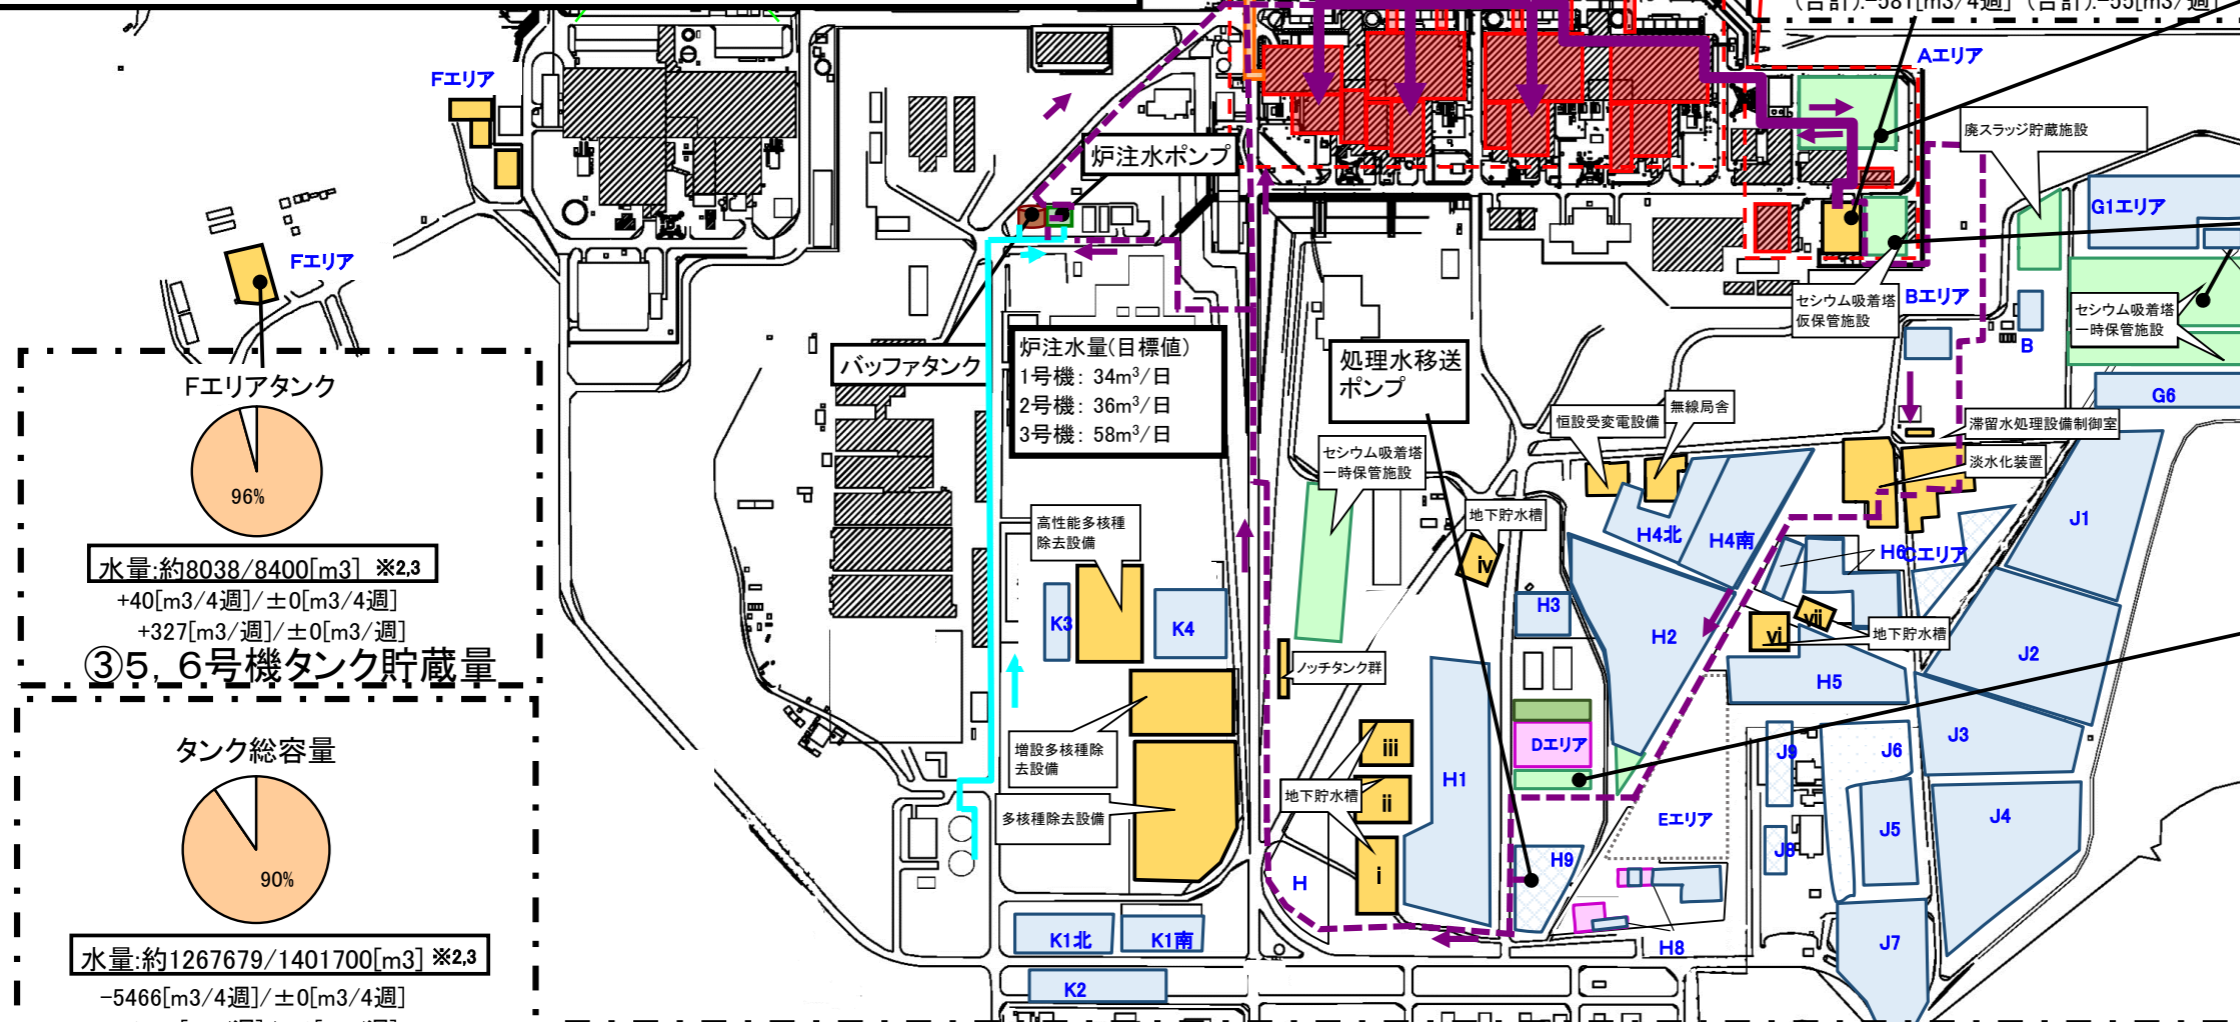 (合計):-581[m3/4週] (合計):-55[m3/週]
Aエリア
Fエリア
廃スラッジ貯蔵施設
炉注水ポンプ
G1エリア
Fエリア
セシウム吸着塔
仮保管施設
Bエリア
セシウム吸着塔
一時保管施設
B
バッファタンク
炉注水量(目標値)
1号機: 34m³/日
2号機: 36m³/日
3号機: 58m³/日
処理水移送
ポンプ
G6
Fエリアタンク
96%
水量:約8038/8400[m3] ※2,3
+40[m3/4週]/±0[m3/4週]
+327[m3/週]/±0[m3/週]
③5,6号機タンク貯蔵量
恒設受変電設備
無線局舎
滞留水処理設備制御室
淡水化装置
セシウム吸着塔
一時保管施設
高性能多核種
除去設備
地下貯水槽
iv
H4北
H4南
H6
Cエリア
J1
K3
K4
H3
H2
vi
vii
地下貯水槽
J2
ノッチタンク群
H5
タンク総容量
90%
水量:約1267679/1401700[m3] ※2,3
-5466[m3/4週]/±0[m3/4週]
増設多核種除
去設備
多核種除去設備
iii
ii
i
地下貯水槽
H1
Dエリア
J9
J6
J3
Eエリア
J5
J4
J8
H
H9
K1北
K1南
H8
J7
K2